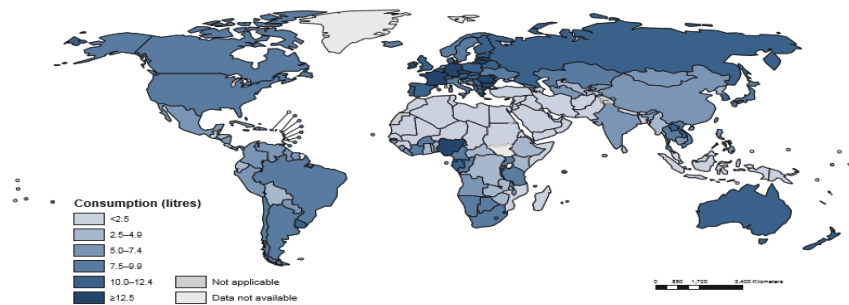 Consumption (litres)
<2.5
2.5–4.9
5.0–7.4
7.5–9.9
10.0–12.4
≥12.5
Not applicable
Data not available
0 850 1,700 3,400 Kilometers